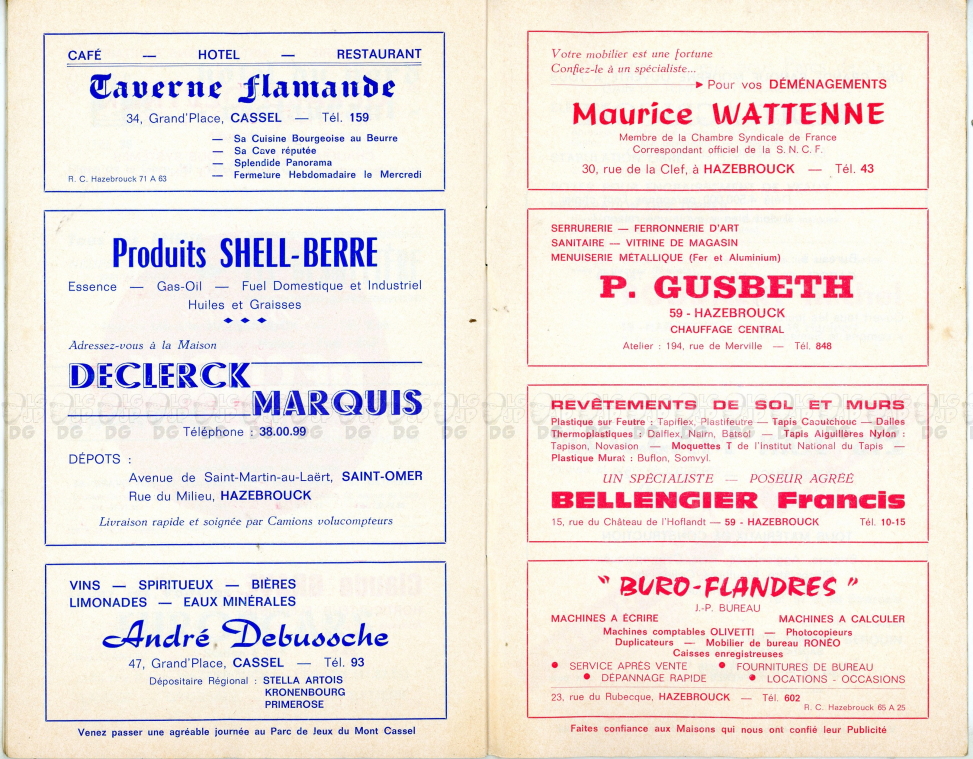 CAFÉ — HOTEL — RESTAURANT
Taverne Flamande
34, Grand'Place, CASSEL — Tél. 159
— Sa Cuisine Bourgeoise au Beurre
— Sa Cave réputée
— Splendide Panorama
— Fermeture Hebdomadaire le Mercredi
R. C. Hazebrouck 71 A 63
Produits SHELL-BERRE
Essence — Gas-Oil — Fuel Domestique et Industriel
Huiles et Graisses
Adressez-vous à la Maison
DECLERCK
MARQUIS
Téléphone : 38.00.99
DÉPOTS :
Avenue de Saint-Martin-au-Laërt, SAINT-OMER
Rue du Milieu, HAZEBROUCK
Livraison rapide et soignée par Camions volucompteurs
VINS — SPIRITUEUX — BIÈRES
LIMONADES — EAUX MINÉRALES
André Debussche
47, Grand'Place, CASSEL — Tél. 93
Dépositaire Régional : STELLA ARTOIS
KRONENBOURG
PRIMEROSE
Venez passer une agréable journée au Parc de Jeux du Mont Cassel
Votre mobilier est une fortune
Confiez-le à un spécialiste...
Pour vos DÉMÉNAGEMENTS
Maurice WATTENNE
Membre de la Chambre Syndicale de France
Correspondant officiel de la S. N. C. F.
30, rue de la Clef, à HAZEBROUCK — Tél. 43
SERRURERIE — FERRONNERIE D'ART
SANITAIRE — VITRINE DE MAGASIN
MENUISERIE MÉTALLIQUE (Fer et Aluminium)
P. GUSBETH
59 - HAZEBROUCK
CHAUFFAGE CENTRAL
Atelier : 194, rue de Merville — Tél. 848
REVÊTEMENTS DE SOL ET MURS
Plastique sur Feutre : Tapiflex, Plastifeutre — Tapis Caoutchouc — Dalles
Thermoplastiques : Dalflex, Nairn, Batsol — Tapis Aiguillères Nylon :
Tapison, Novasion — Moquettes T de l'Institut National du Tapis —
Plastique Mural : Buflon, Somvyl.
UN SPÉCIALISTE — POSEUR AGRÉÉ
BELLENGIER Francis
15, rue du Château de l'Hoflandt — 59 - HAZEBROUCK Tél. 10-15
" BURO-FLANDRES "
J.-P. BUREAU
MACHINES A ÉCRIRE MACHINES A CALCULER
Machines comptables OLIVETTI — Photocopieurs
Duplicateurs — Mobilier de bureau RONÉO
Caisses enregistreuses
● SERVICE APRÈS VENTE ● FOURNITURES DE BUREAU
● DÉPANNAGE RAPIDE ● LOCATIONS - OCCASIONS
23, rue du Rubecque, HAZEBROUCK — Tél. 602
R. C. Hazebrouck 65 A 25
Faites confiance aux Maisons qui nous ont confié leur Publicité